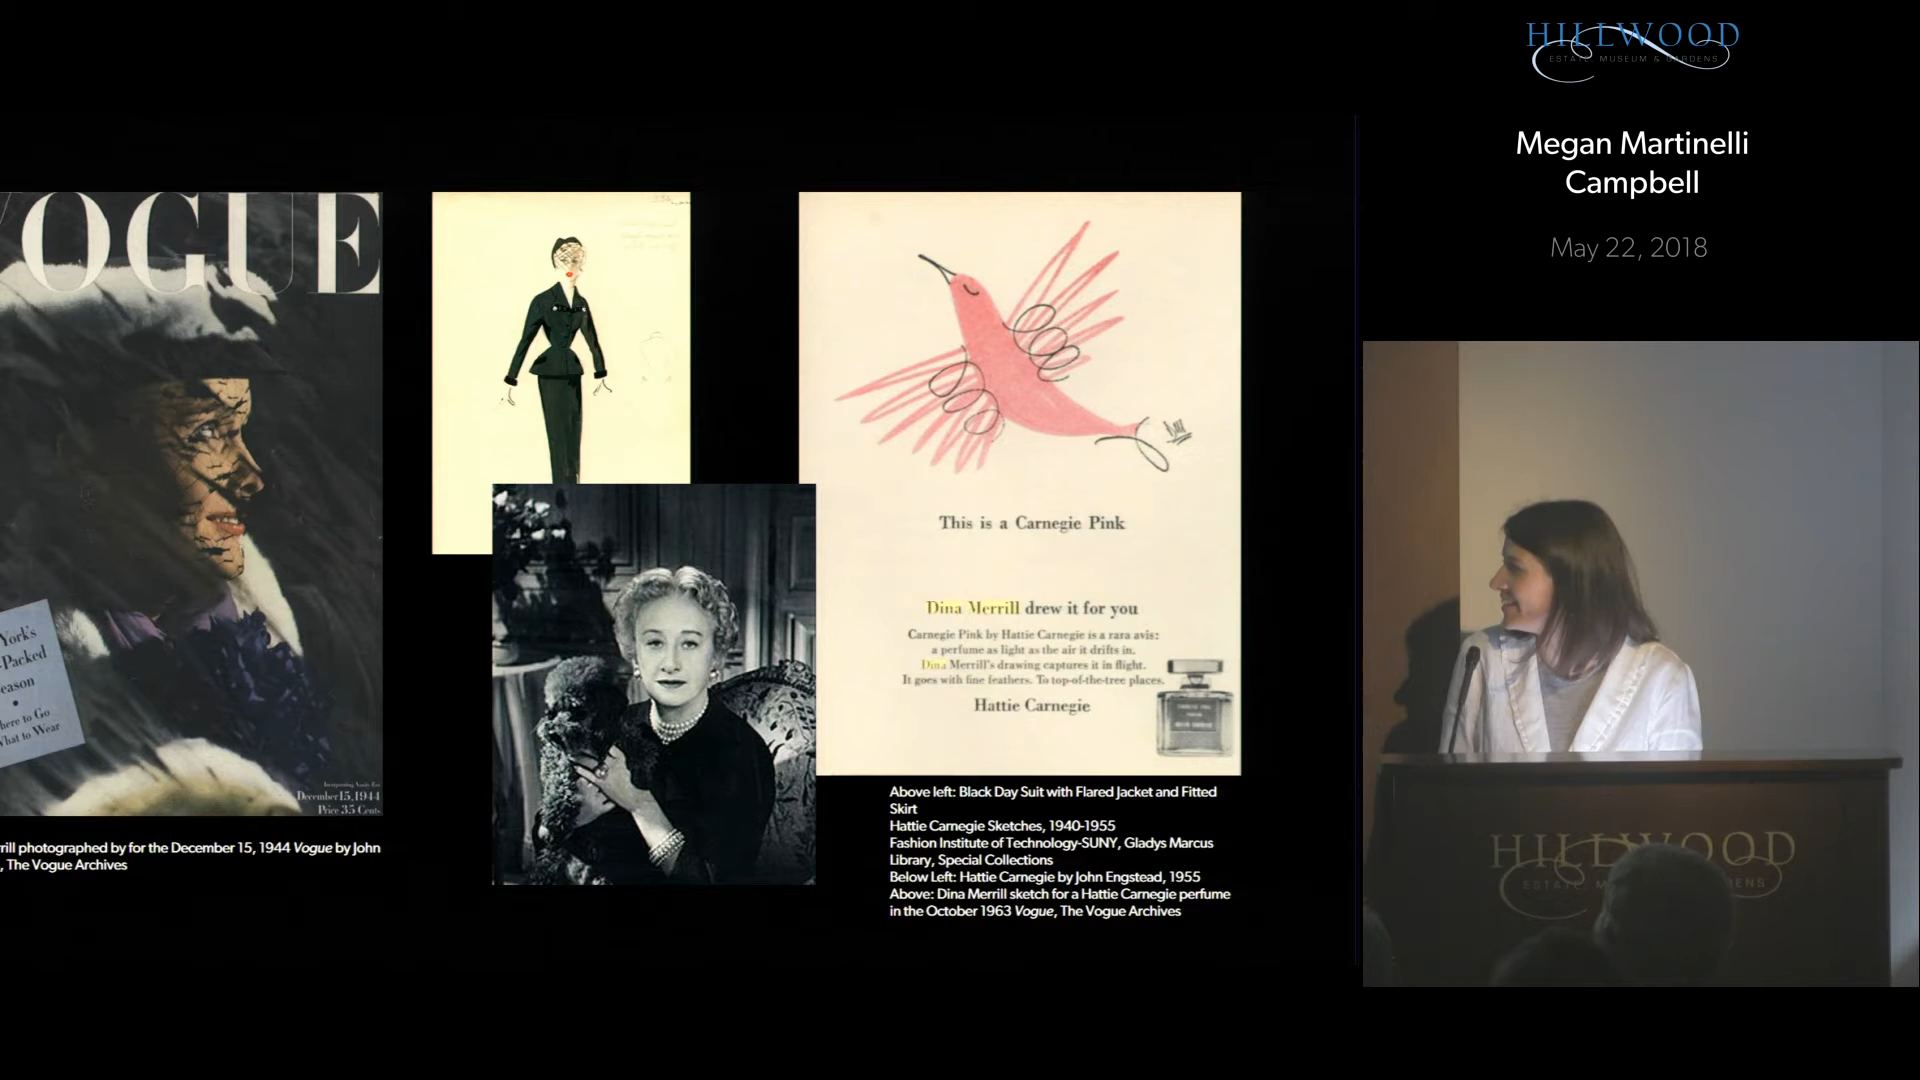 HILLWOOD
ESTATE, MUSEUM & GARDENS
Megan Martinelli
Campbell
May 22, 2018
OGUE
York's
-Packed
eason
here to Go
What to Wear
December 15, 1944
Price 35 Cents
rill photographed by for the December 15, 1944 Vogue by John
, The Vogue Archives
This is a Carnegie Pink
Dina Merrill drew it for you
Carnegie Pink by Hattie Carnegie is a rara avis:
a perfume as light as the air it drifts in.
Dina Merrill's drawing captures it in flight.
It goes with fine feathers. To top-of-the-tree places.
Hattie Carnegie
Above left: Black Day Suit with Flared Jacket and Fitted
Skirt
Hattie Carnegie Sketches, 1940-1955
Fashion Institute of Technology-SUNY, Gladys Marcus
Library, Special Collections
Below Left: Hattie Carnegie by John Engstead, 1955
Above: Dina Merrill sketch for a Hattie Carnegie perfume
in the October 1963 Vogue, The Vogue Archives
HILLWOOD